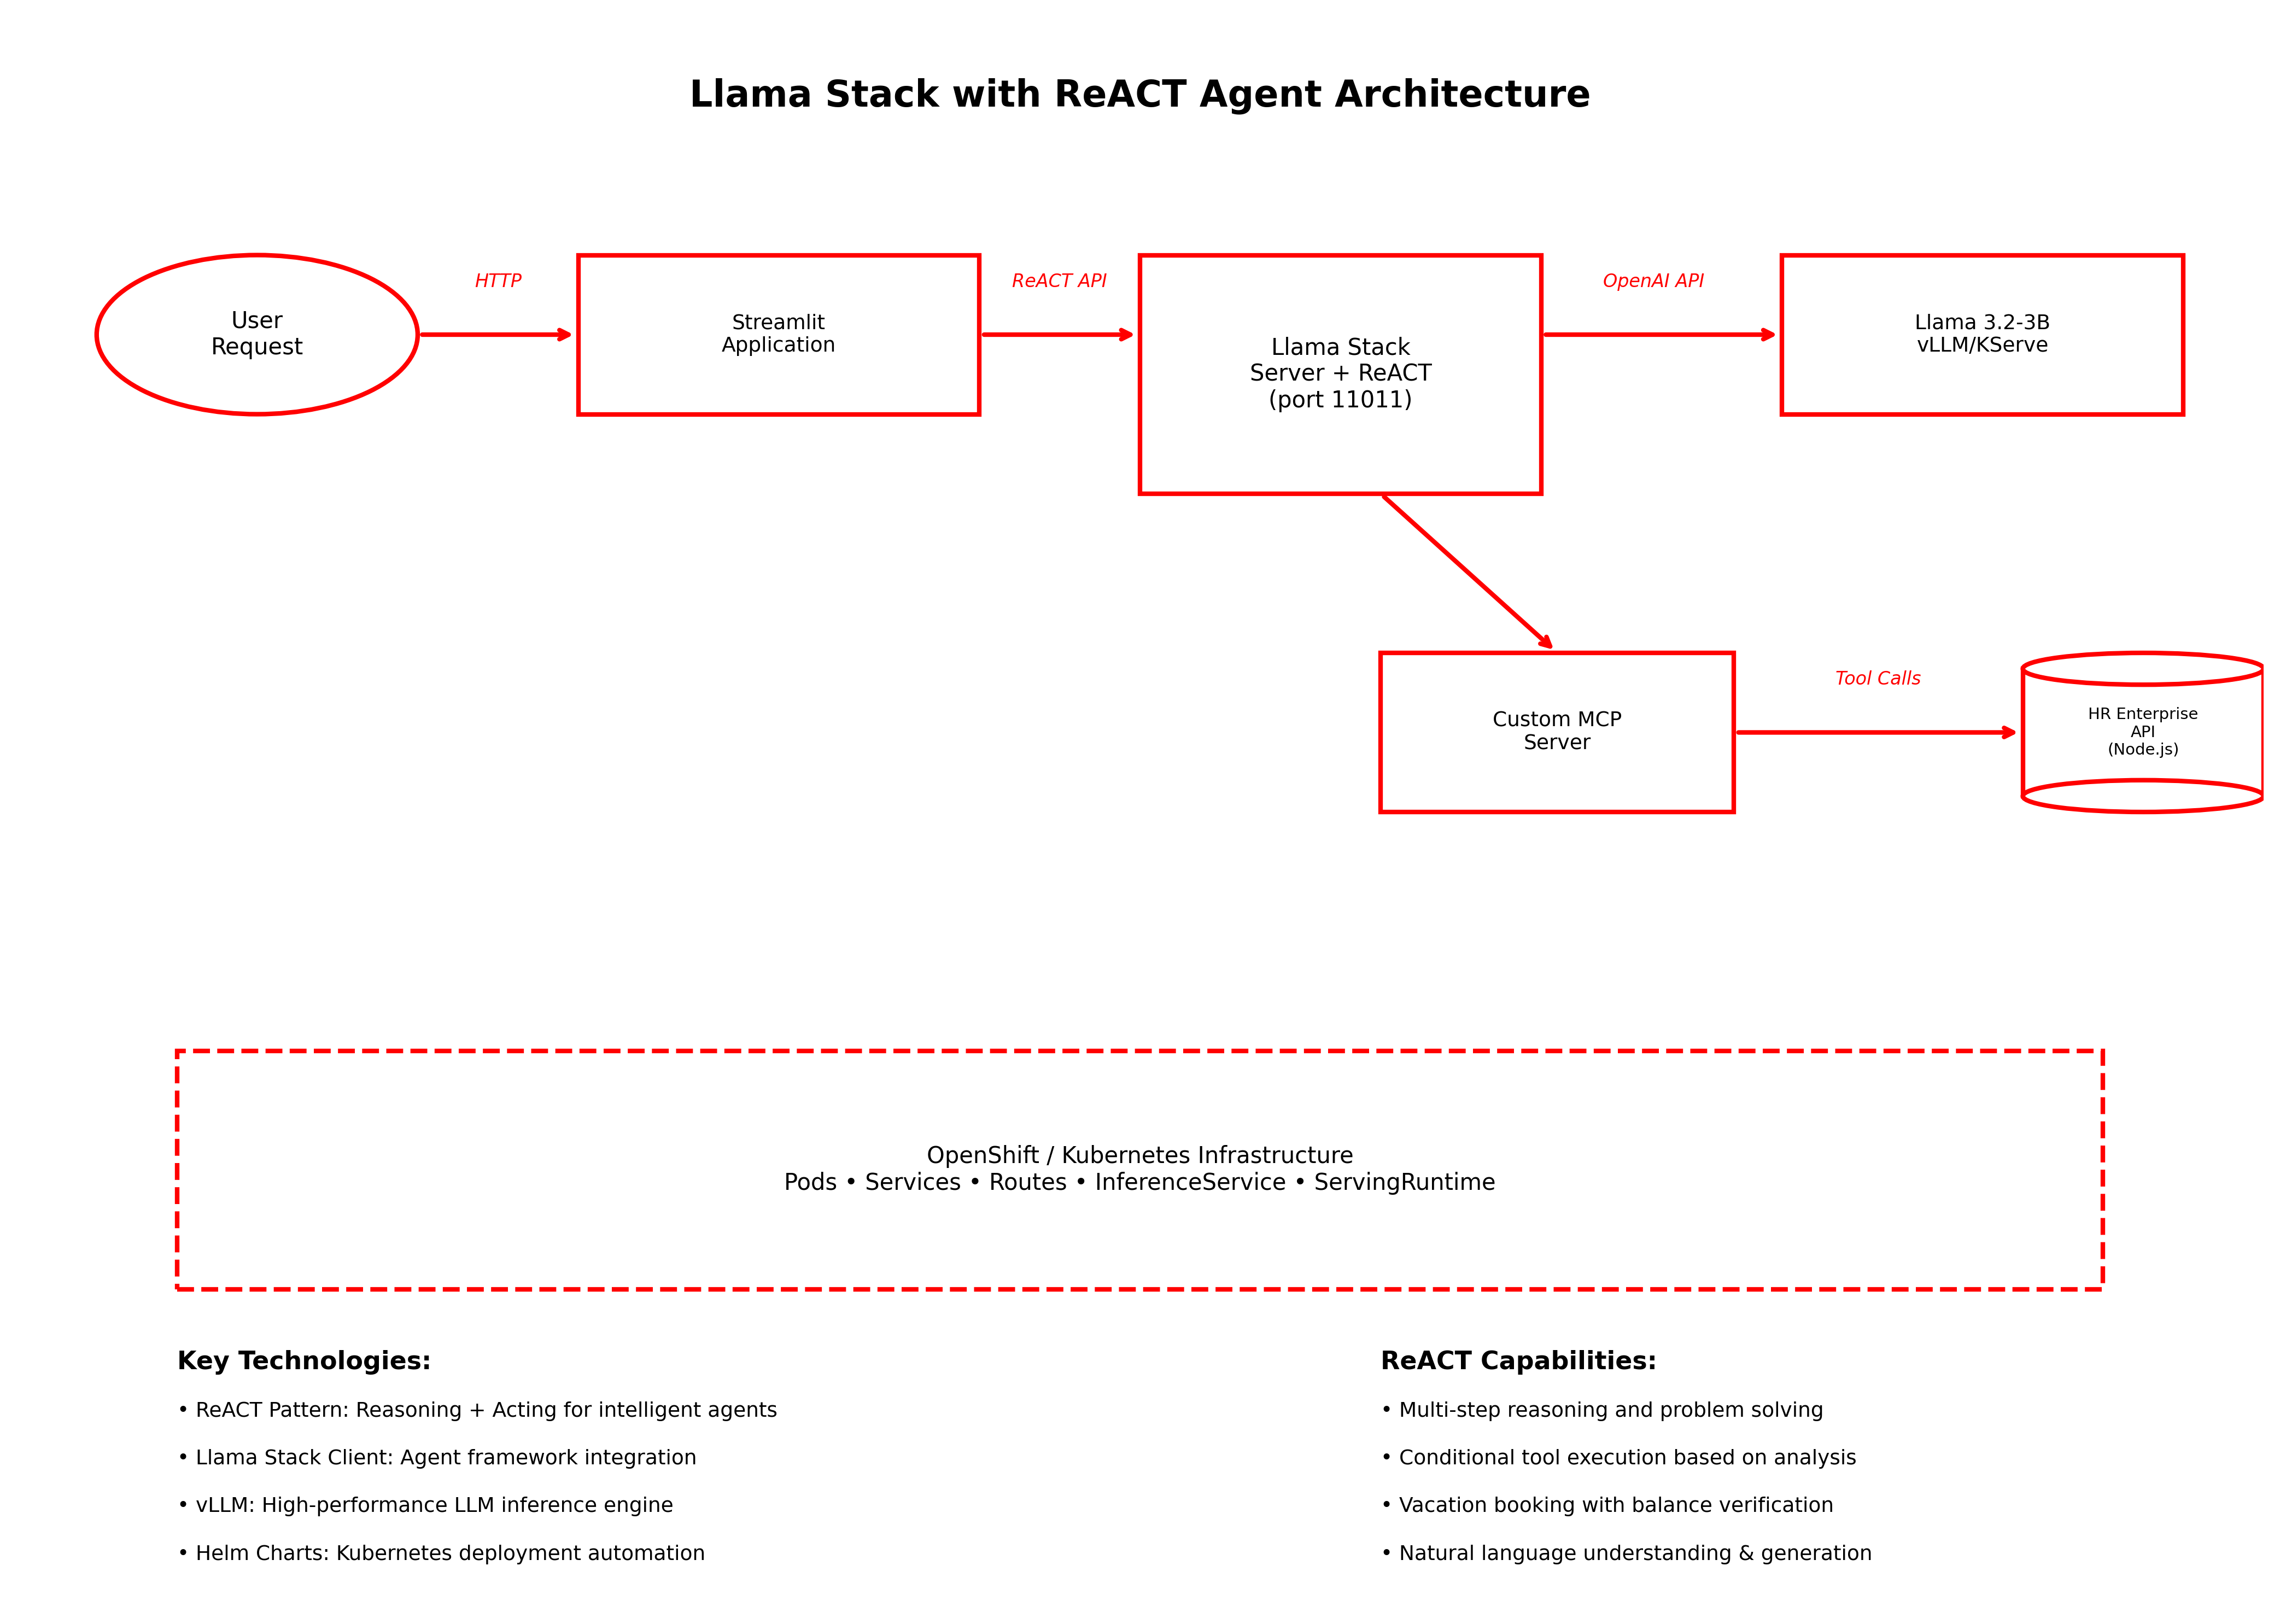 Llama Stack with ReACT Agent Architecture
User
Request
HTTP
Streamlit
Application
ReACT API
Llama Stack
Server + ReACT
(port 11011)
OpenAI API
Llama 3.2-3B
vLLM/KServe
Custom MCP
Server
Tool Calls
HR Enterprise
API
(Node.js)
OpenShift / Kubernetes Infrastructure
Pods • Services • Routes • InferenceService • ServingRuntime
Key Technologies:
• ReACT Pattern: Reasoning + Acting for intelligent agents
• Llama Stack Client: Agent framework integration
• vLLM: High-performance LLM inference engine
• Helm Charts: Kubernetes deployment automation
ReACT Capabilities:
• Multi-step reasoning and problem solving
• Conditional tool execution based on analysis
• Vacation booking with balance verification
• Natural language understanding & generation